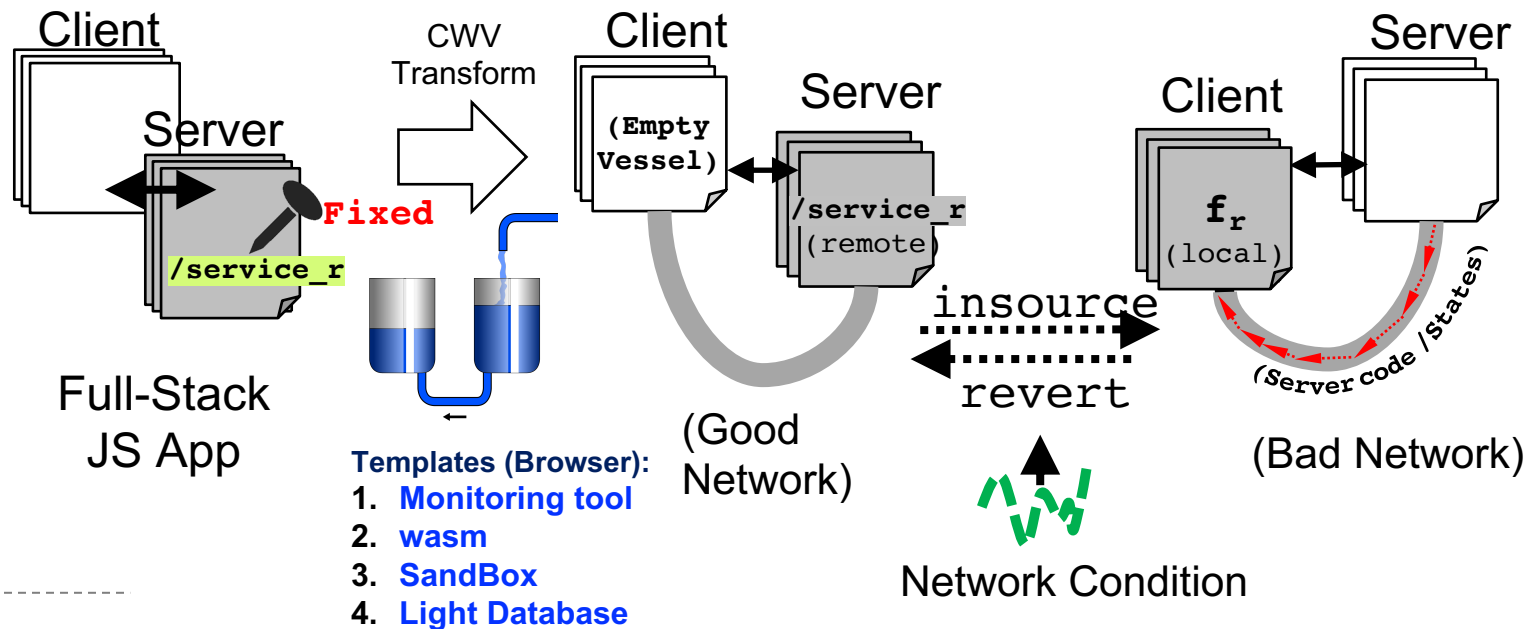 Client
Server
Fixed
/service_r
Full-Stack
JS App
CWV
Transform
Templates (Browser):
1. Monitoring tool
2. wasm
3. SandBox
4. Light Database
Client
(Empty
Vessel)
Server
/service_r
(remote)
(Good
Network)
insource
revert
Network Condition
Client
f_r
(local)
Server
(Server code /States)
(Bad Network)